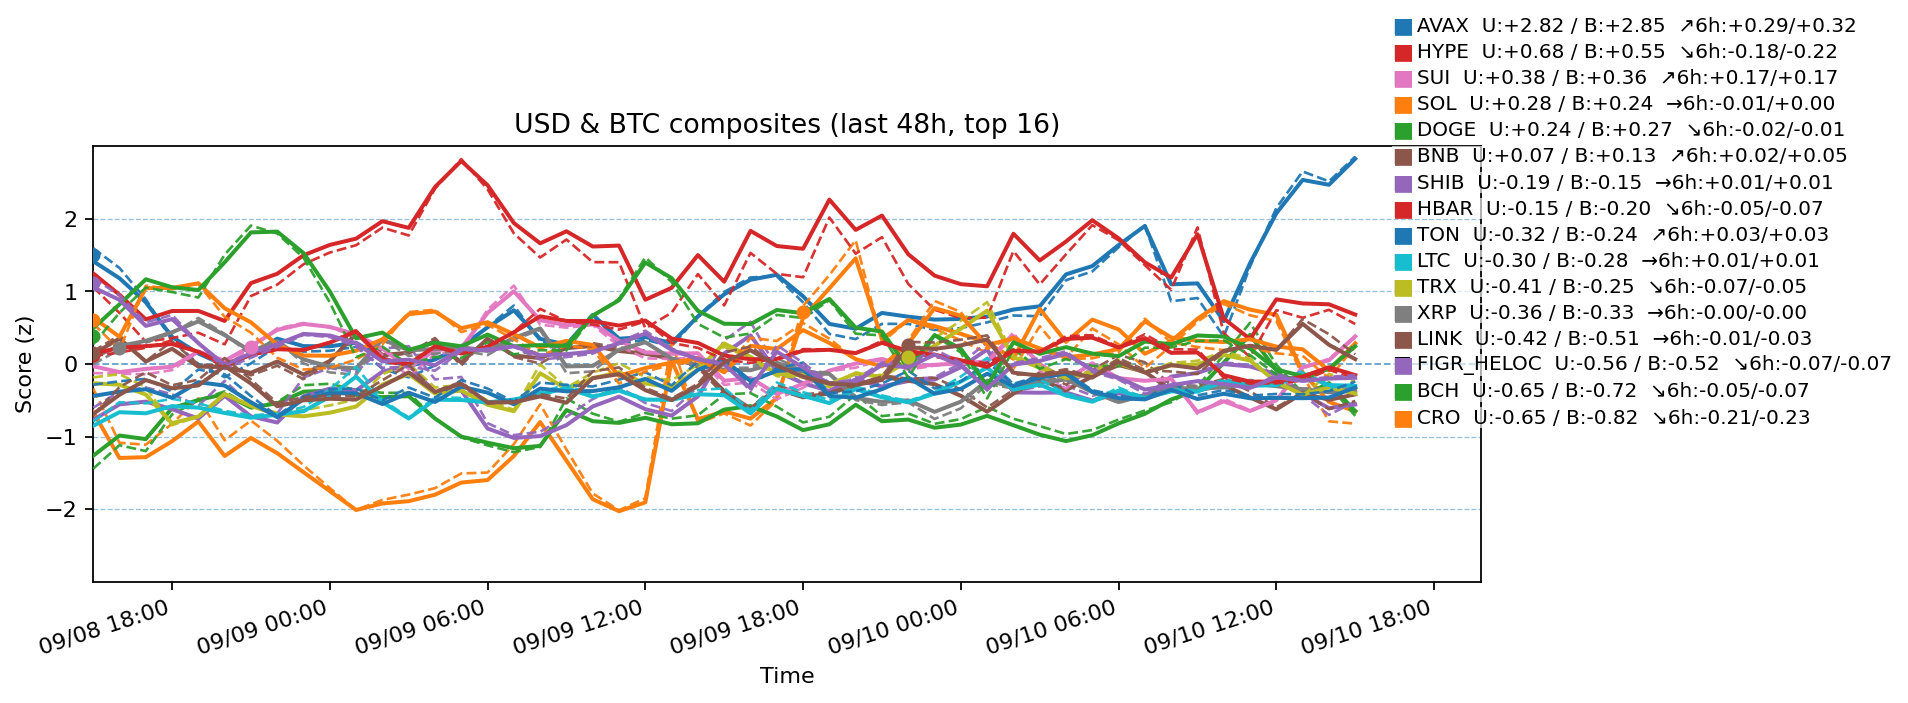 AVAX U:+2.82 / B:+2.85 ↗6h:+0.29/+0.32
HYPE U:+0.68 / B:+0.55 ↘6h:-0.18/-0.22
SUI U:+0.38 / B:+0.36 ↗6h:+0.17/+0.17
SOL U:+0.28 / B:+0.24 →6h:-0.01/+0.00
DOGE U:+0.24 / B:+0.27 ↘6h:-0.02/-0.01
BNB U:+0.07 / B:+0.13 ↗6h:+0.02/+0.05
SHIB U:-0.19 / B:-0.15 →6h:+0.01/+0.01
HBAR U:-0.15 / B:-0.20 ↘6h:-0.05/-0.07
TON U:-0.32 / B:-0.24 ↗6h:+0.03/+0.03
LTC U:-0.30 / B:-0.28 →6h:+0.01/+0.01
TRX U:-0.41 / B:-0.25 ↘6h:-0.07/-0.05
XRP U:-0.36 / B:-0.33 →6h:-0.00/-0.00
LINK U:-0.42 / B:-0.51 →6h:-0.01/-0.03
FIGR_HELOC U:-0.56 / B:-0.52 ↘6h:-0.07/-0.07
BCH U:-0.65 / B:-0.72 ↘6h:-0.05/-0.07
CRO U:-0.65 / B:-0.82 ↘6h:-0.21/-0.23
USD & BTC composites (last 48h, top 16)
Score (z)
2
1
0
−1
−2
09/08 18:00
09/09 00:00
09/09 06:00
09/09 12:00
09/09 18:00
09/10 00:00
09/10 06:00
09/10 12:00
09/10 18:00
Time